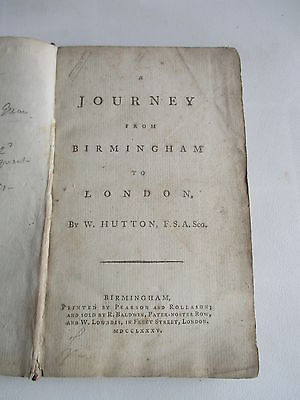 A
JOURNEY
FROM
BIRMINGHAM
TO
LONDON,
BY W. HUTTON, F.S.A. Sco.
BIRMINGHAM,
PRINTED BY PEARSON AND ROLLASON;
AND SOLD BY R. BALDWIN, PATER-NOSTER ROW,
AND W. LOWNDES, IN FLEET STREET, LONDON.
MDCCLXXXV.